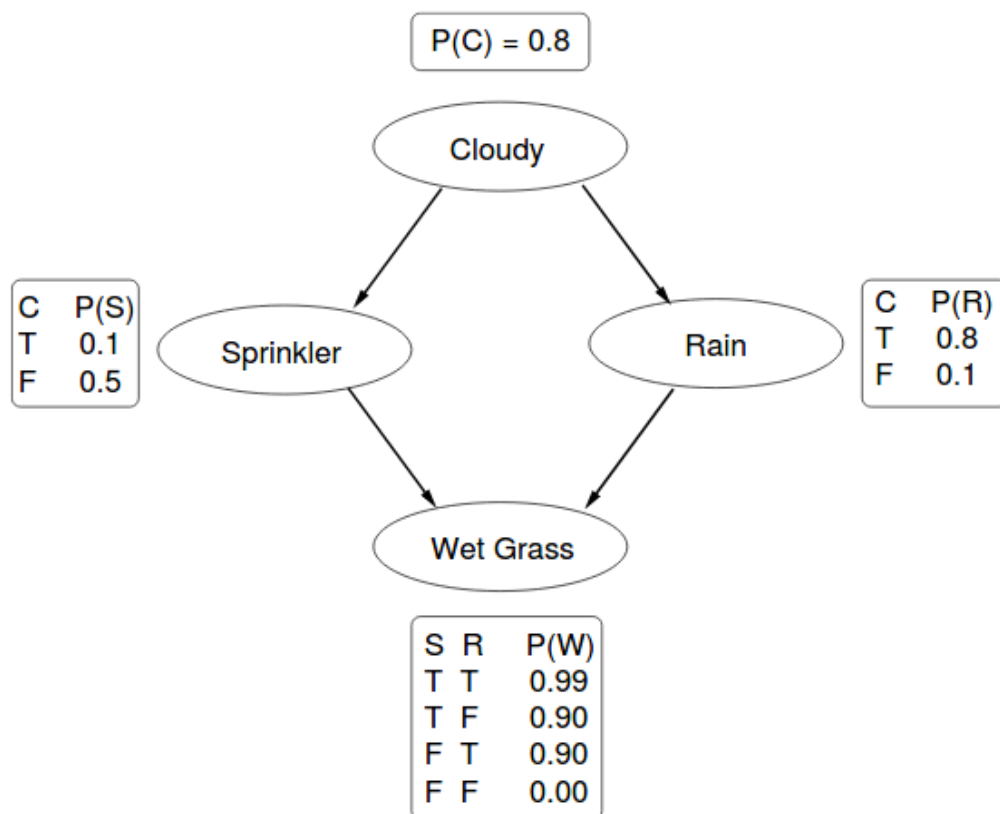 P(C) = 0.8
Cloudy
C P(S)
T 0.1
F 0.5
Sprinkler
Rain
C P(R)
T 0.8
F 0.1
Wet Grass
S R P(W)
T T 0.99
T F 0.90
F T 0.90
F F 0.00